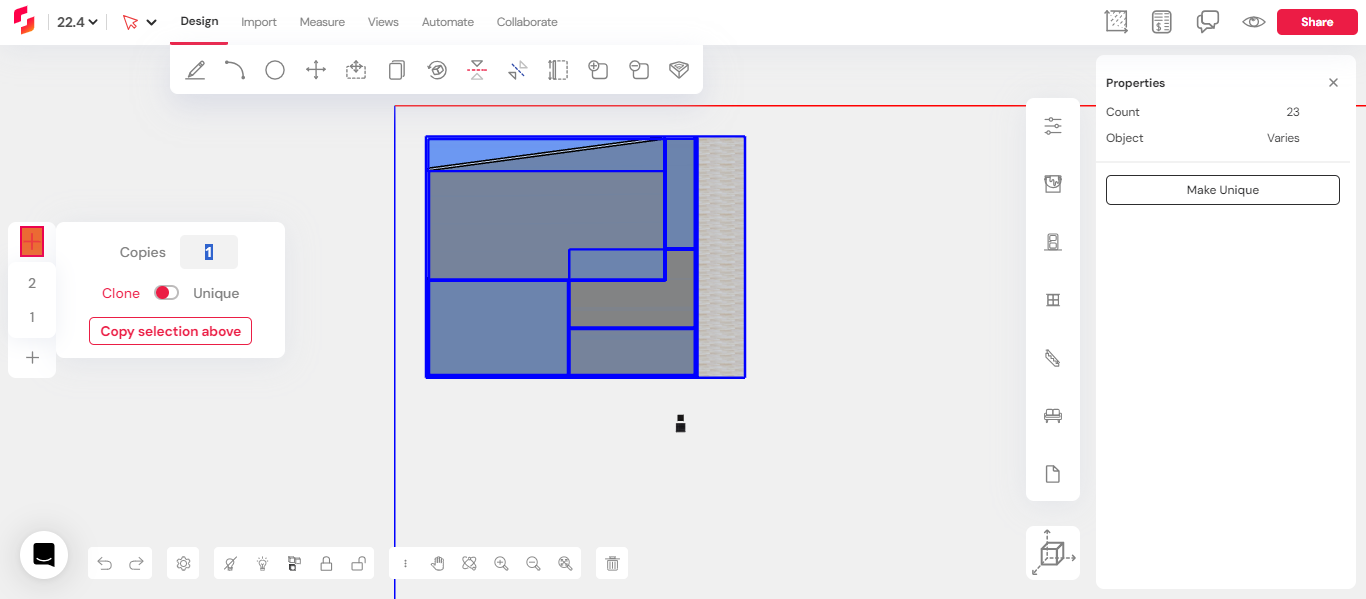 22.4
Design
Import
Measure
Views
Automate
Collaborate
Share
Properties
Count 23
Object Varies
Make Unique
Copies 1
Clone Unique
Copy selection above
2
1